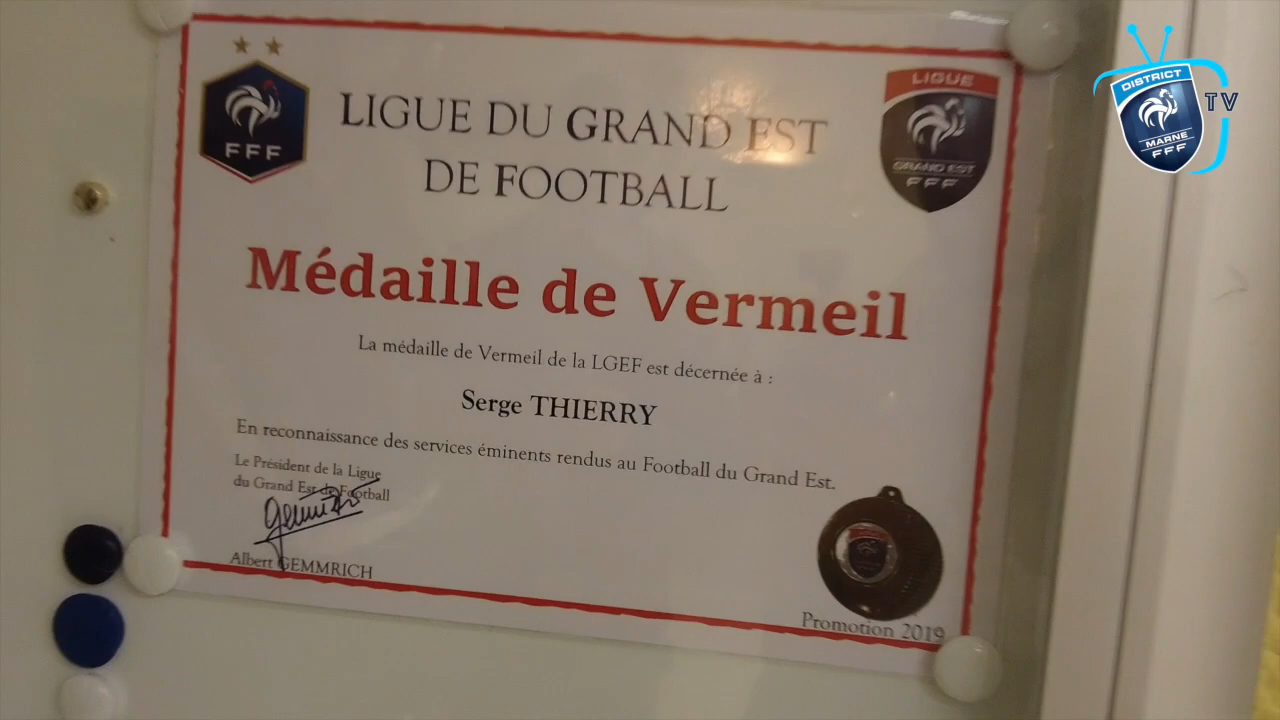 FFF
LIGUE DU GRAND EST
DE FOOTBALL
LIGUE
GRAND EST
FFF
DISTRICT
MARNE
FFF
TV
Médaille de Vermeil
La médaille de Vermeil de la LGEF est décernée à :
Serge THIERRY
En reconnaissance des services éminents rendus au Football du Grand Est.
Le Président de la Ligue
du Grand Est de Football
Albert GEMMRICH
Promotion 2019